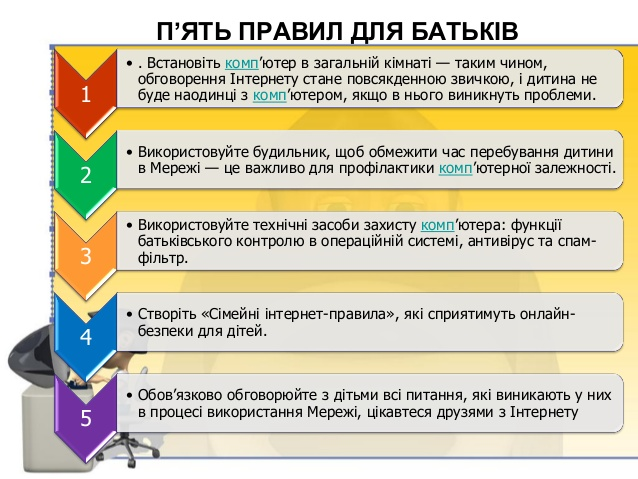 П’ЯТЬ ПРАВИЛ ДЛЯ БАТЬКІВ
1
• . Встановіть комп’ютер в загальній кімнаті — таким чином,
обговорення Інтернету стане повсякденною звичкою, і дитина не
буде наодинці з комп’ютером, якщо в нього виникнуть проблеми.
2
• Використовуйте будильник, щоб обмежити час перебування дитини
в Мережі — це важливо для профілактики комп’ютерної залежності.
3
• Використовуйте технічні засоби захисту комп’ютера: функції
батьківського контролю в операційній системі, антивірус та спам-
фільтр.
4
• Створіть «Сімейні інтернет-правила», які сприятимуть онлайн-
безпеки для дітей.
5
• Обов’язково обговорюйте з дітьми всі питання, які виникають у них
в процесі використання Мережі, цікавтеся друзями з Інтернету